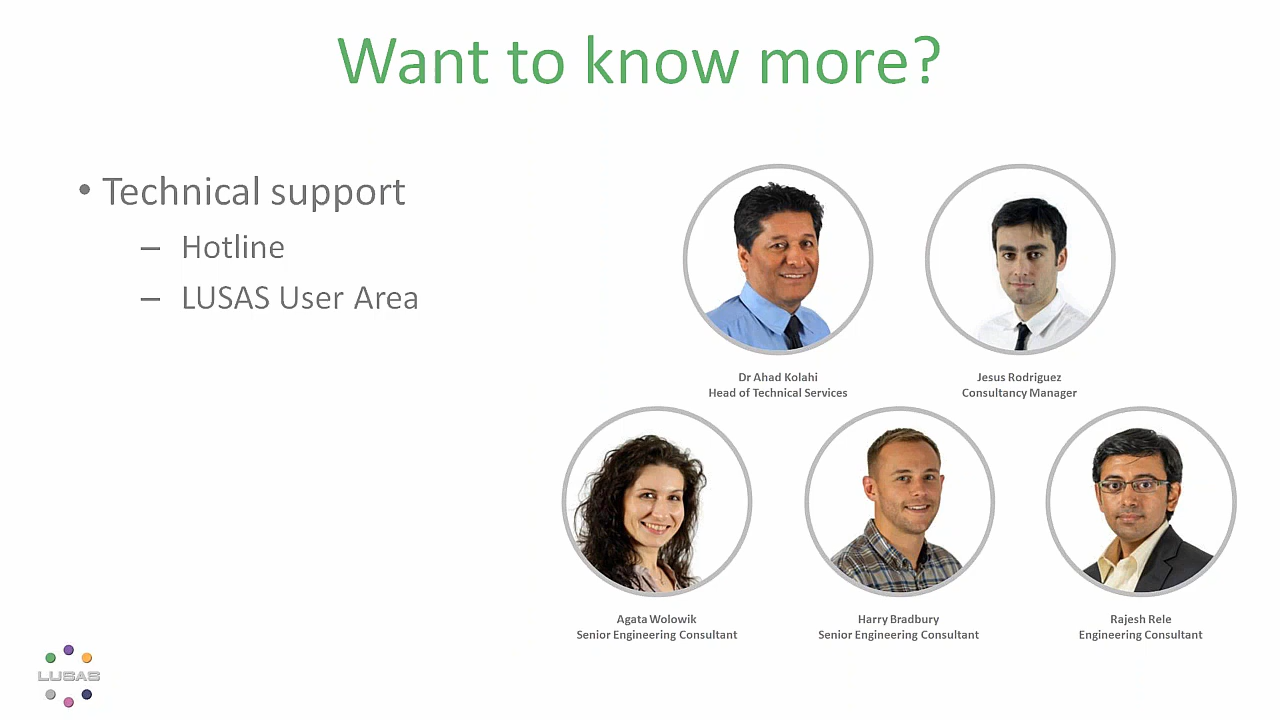 Want to know more?
• Technical support
– Hotline
– LUSAS User Area
Dr Ahad Kolahi
Head of Technical Services
Jesus Rodriguez
Consultancy Manager
Agata Wolowik
Senior Engineering Consultant
Harry Bradbury
Senior Engineering Consultant
Rajesh Rele
Engineering Consultant
LUSAS